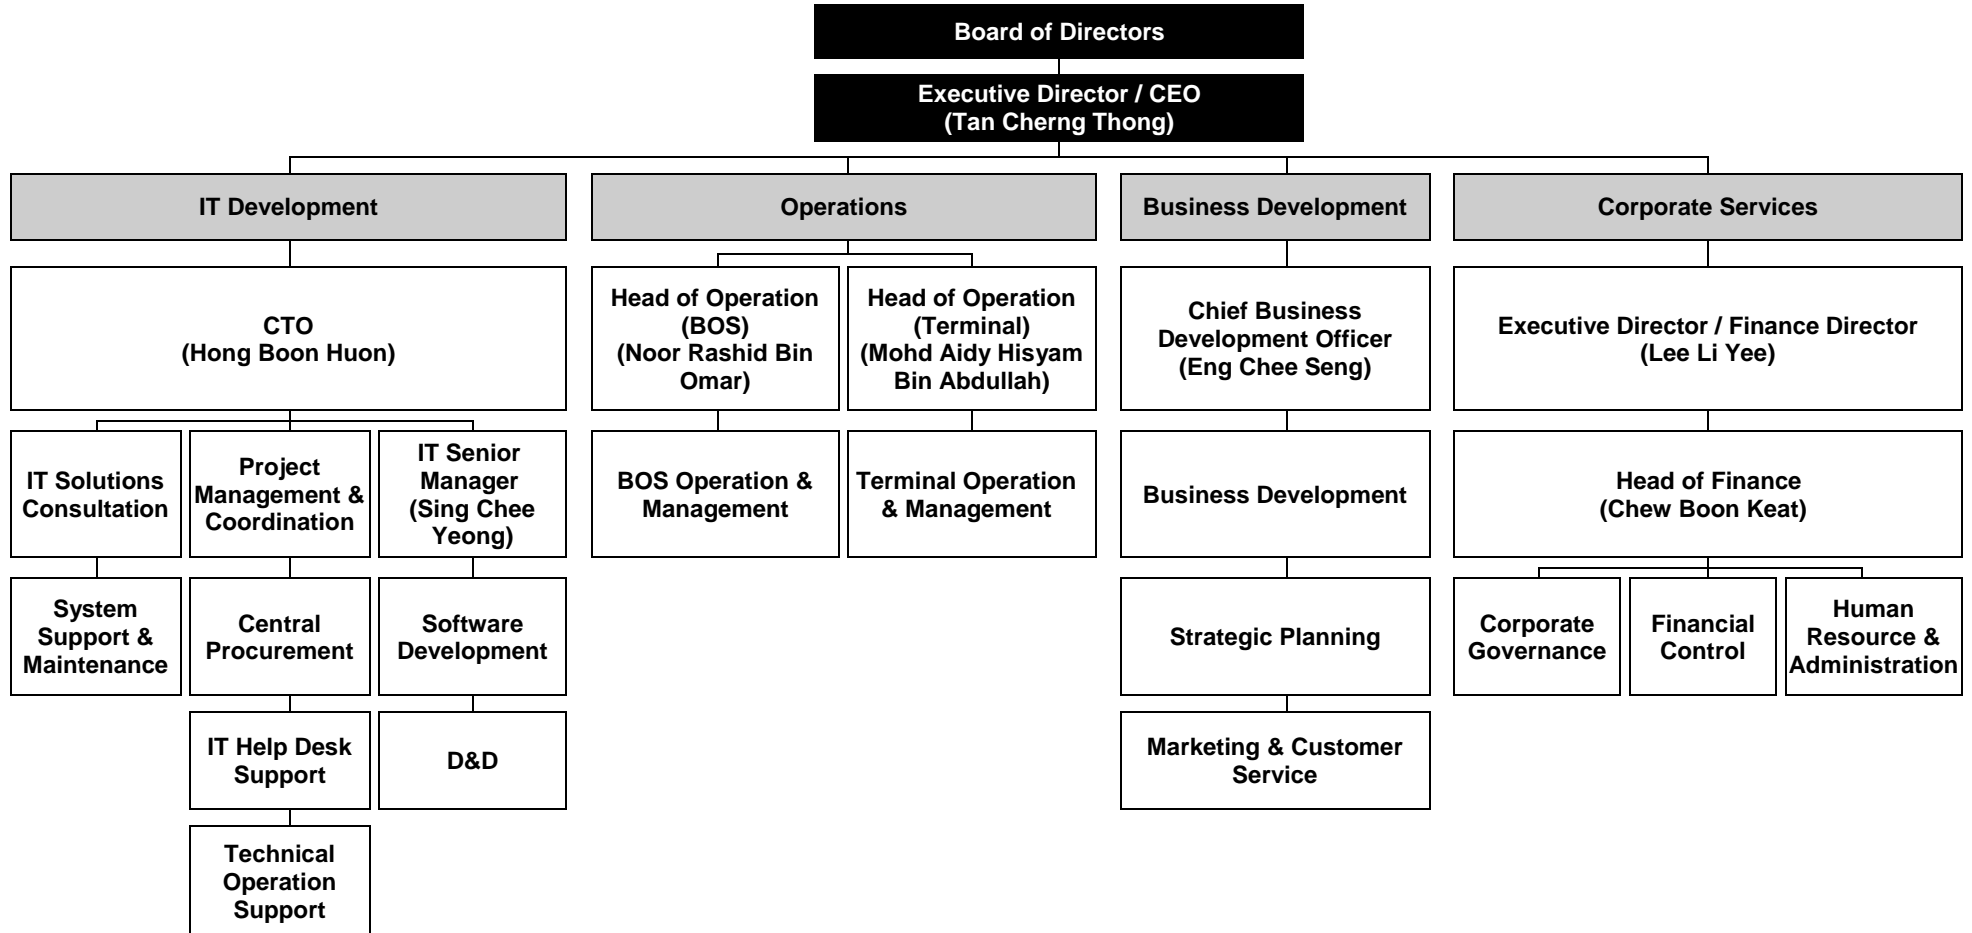 Board of Directors
Executive Director / CEO
(Tan Cherng Thong)
IT Development
Operations
Business Development
Corporate Services
CTO
(Hong Boon Huon)
Head of Operation
(BOS)
(Noor Rashid Bin
Omar)
Head of Operation
(Terminal)
(Mohd Aidy Hisyam
Bin Abdullah)
Chief Business
Development Officer
(Eng Chee Seng)
Executive Director / Finance Director
(Lee Li Yee)
IT Solutions
Consultation
Project
Management &
Coordination
IT Senior
Manager
(Sing Chee
Yeong)
BOS Operation &
Management
Terminal Operation
& Management
Business Development
Head of Finance
(Chew Boon Keat)
System
Support &
Maintenance
Central
Procurement
Software
Development
Strategic Planning
Corporate
Governance
Financial
Control
Human
Resource &
Administration
IT Help Desk
Support
D&D
Marketing & Customer
Service
Technical
Operation
Support